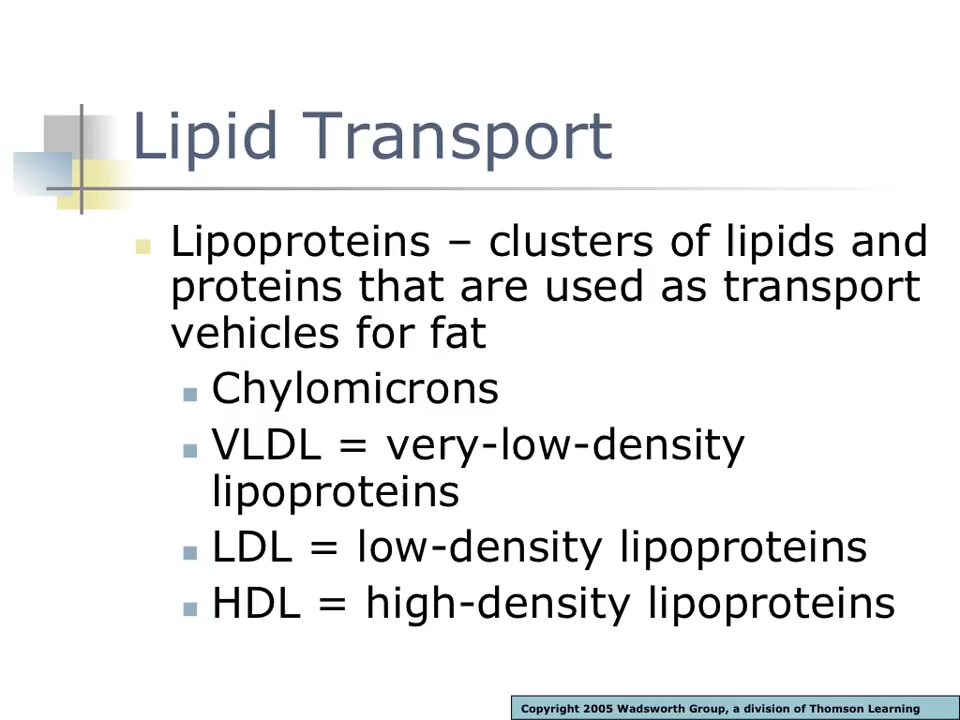 Lipid Transport
Lipoproteins – clusters of lipids and
proteins that are used as transport
vehicles for fat
Chylomicrons
VLDL = very-low-density
lipoproteins
LDL = low-density lipoproteins
HDL = high-density lipoproteins
Copyright 2005 Wadsworth Group, a division of Thomson Learning